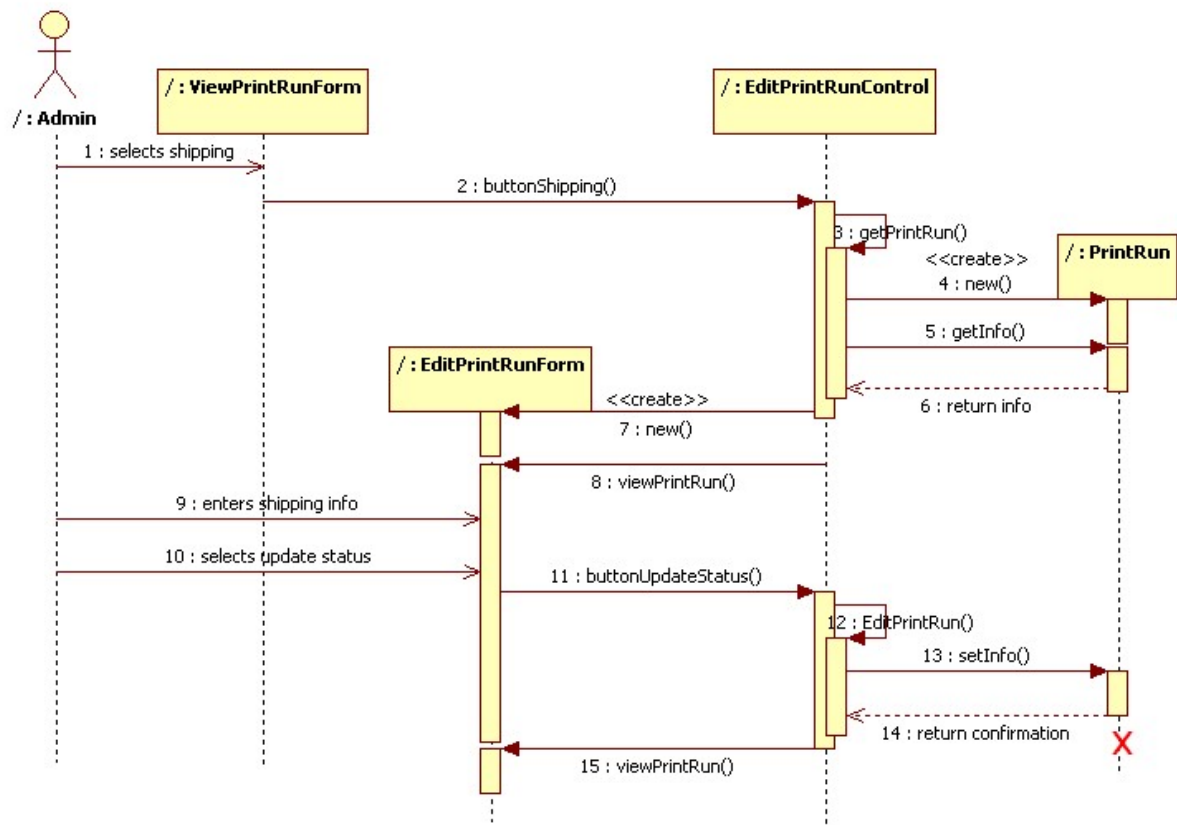 / : Admin
/ : ViewPrintRunForm
/ : EditPrintRunControl
1 : selects shipping
2 : buttonShipping()
3 : getPrintRun()
/ : PrintRun
<<create>>
4 : new()
5 : getInfo()
6 : return info
/ : EditPrintRunForm
<<create>>
7 : new()
8 : viewPrintRun()
9 : enters shipping info
10 : selects update status
11 : buttonUpdateStatus()
12 : EditPrintRun()
13 : setInfo()
14 : return confirmation
X
15 : viewPrintRun()